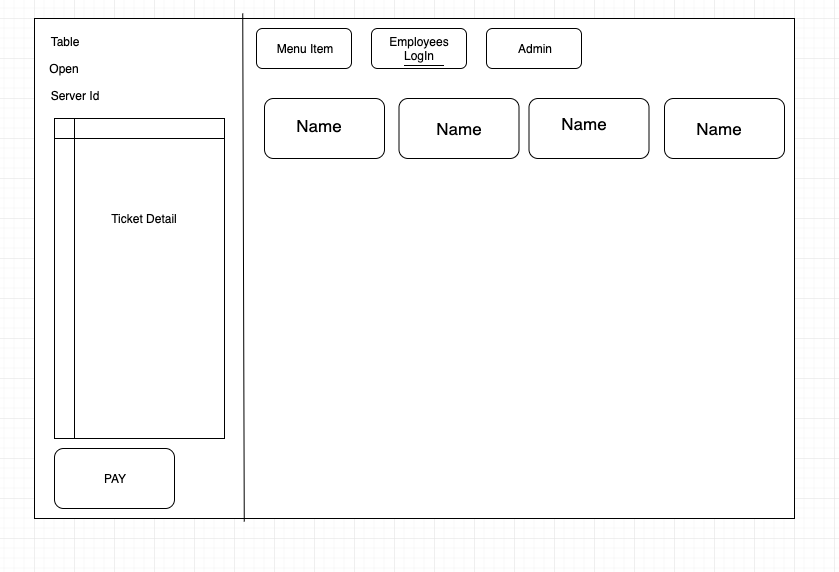 Table
Open
Server Id
Ticket Detail
PAY
Menu Item
Employees
LogIn
Admin
Name
Name
Name
Name